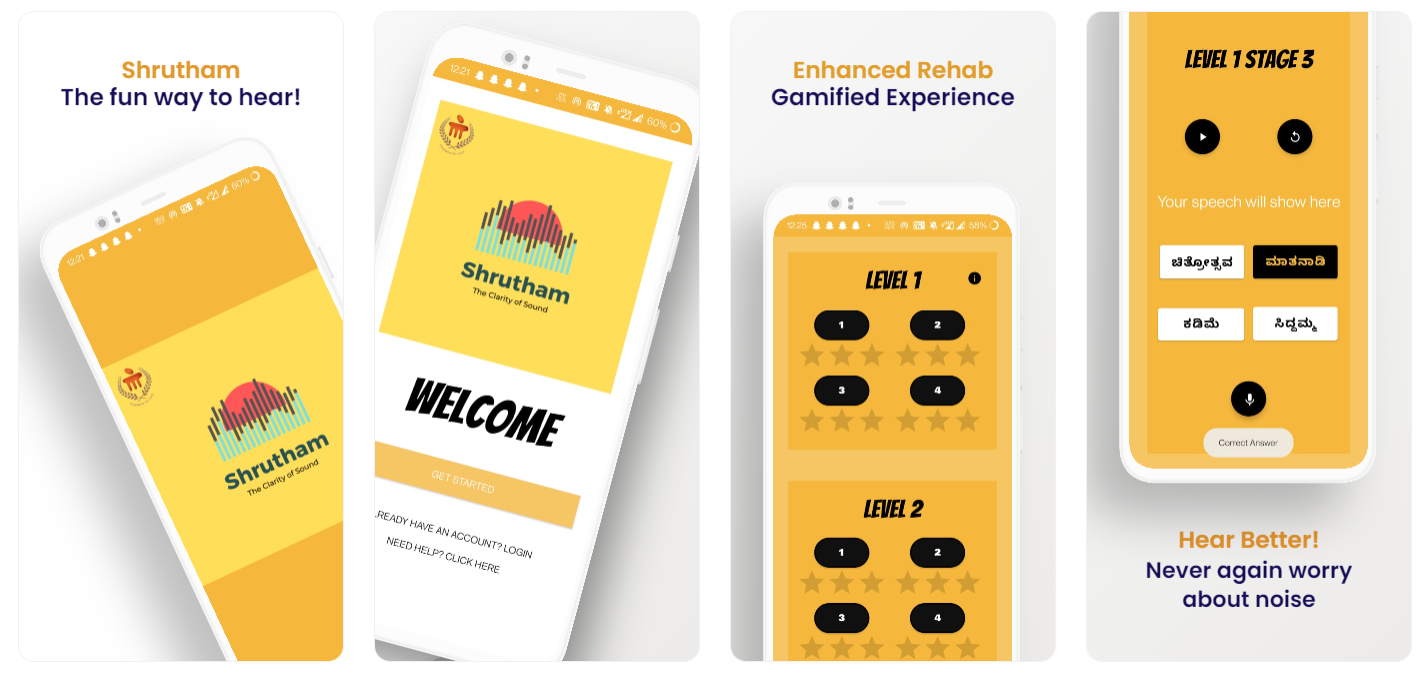 Shrutham
The fun way to hear!
12:21
60%
Shrutham
The Clarity of Sound
12:21
60%
Shrutham
The Clarity of Sound
WELCOME
GET STARTED
READY HAVE AN ACCOUNT? LOGIN
NEED HELP? CLICK HERE
Enhanced Rehab
Gamified Experience
12:25
58%
LEVEL 1
1 2
3 4
LEVEL 2
1 2
3 4
LEVEL 1 STAGE 3
Your speech will show here
ಚಿತ್ರೋತ್ಸವ ಮಾತನಾಡಿ
ಕಡಿಮೆ ಸಿದ್ದಮ್ಮ
Correct Answer
Hear Better!
Never again worry
about noise